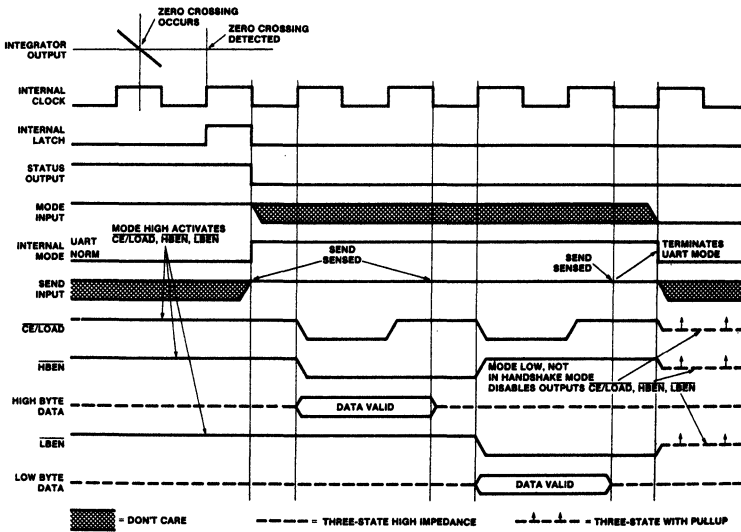 ZERO CROSSING
OCCURS
ZERO CROSSING
DETECTED
INTEGRATOR
OUTPUT
INTERNAL
CLOCK
INTERNAL
LATCH
STATUS
OUTPUT
MODE
INPUT
MODE HIGH ACTIVATES
CE/LOAD, HBEN, LBEN
INTERNAL
MODE
UART
NORM
SEND
SENSED
SEND
SENSED
TERMINATES
UART MODE
SEND
INPUT
CE/LOAD
HBEN
MODE LOW, NOT
IN HANDSHAKE MODE
DISABLES OUTPUTS CE/LOAD, HBEN, LBEN
HIGH BYTE
DATA
DATA VALID
LBEN
LOW BYTE
DATA
DATA VALID
= DON'T CARE
= THREE-STATE HIGH IMPEDANCE
= THREE-STATE WITH PULLUP